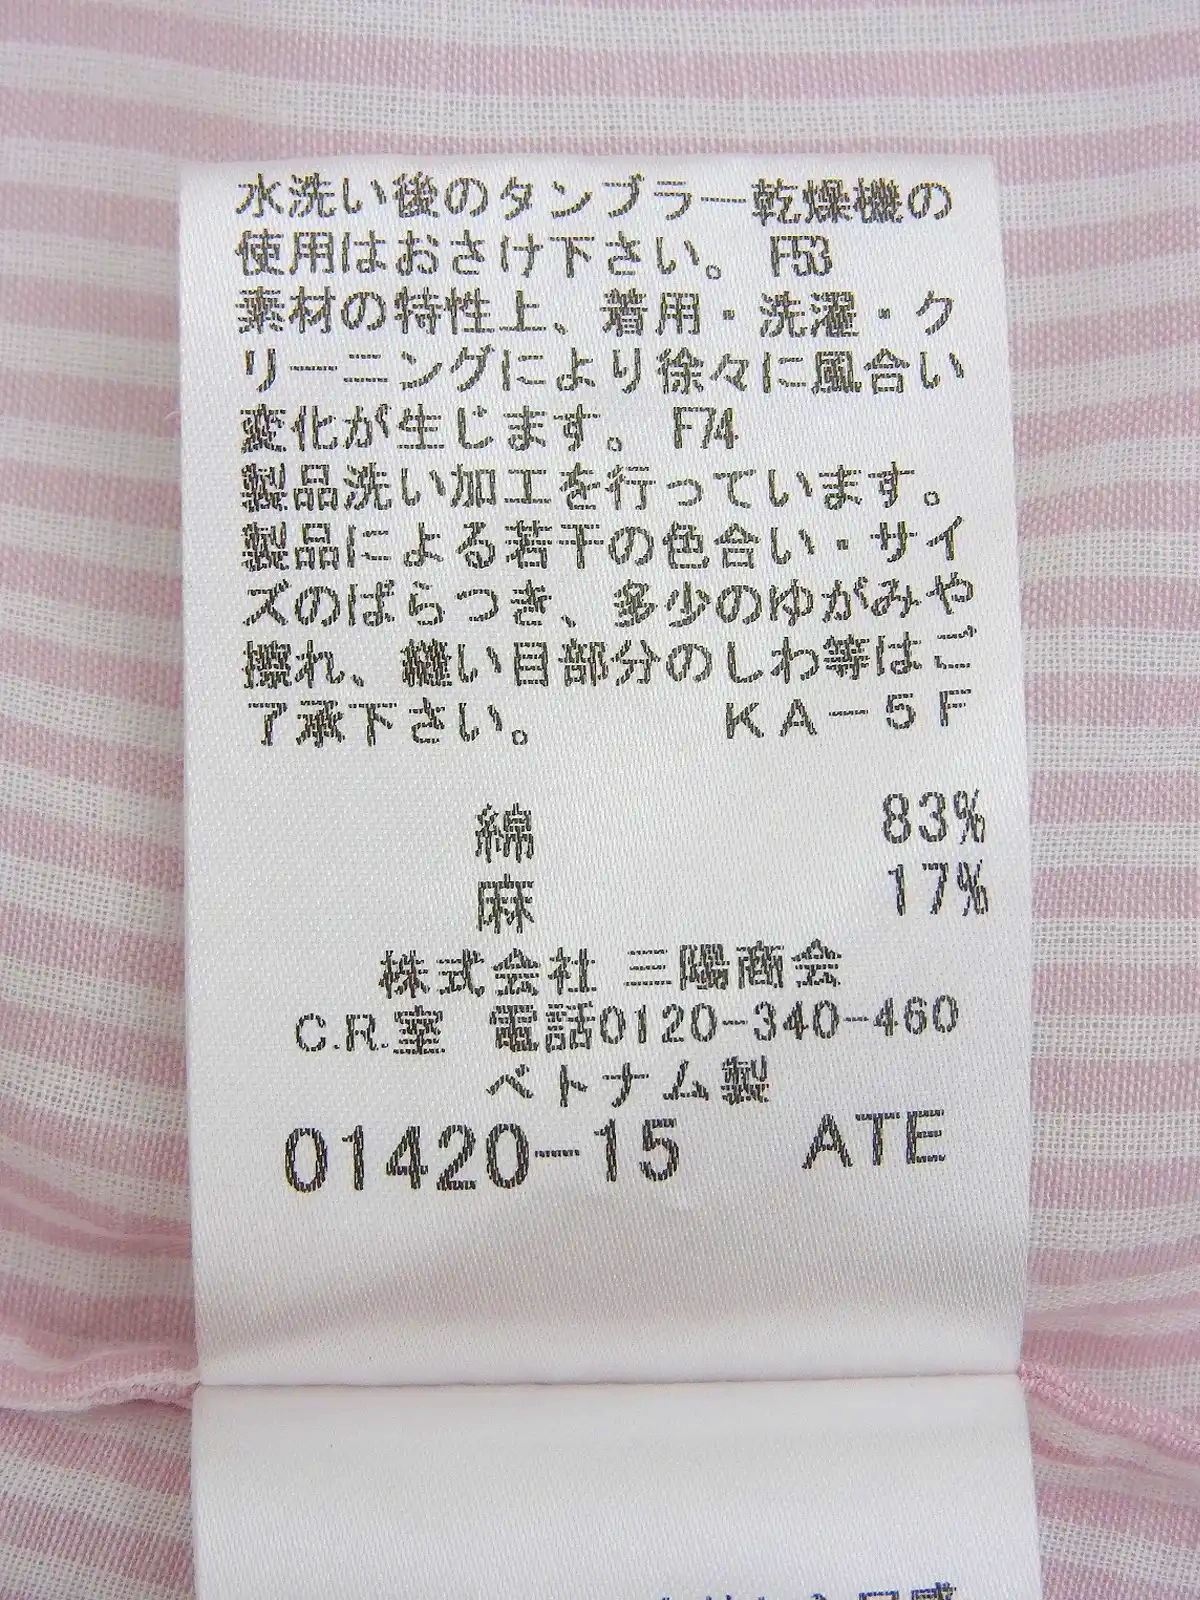 水洗い後のタンブラー乾燥機の
使用はおさけ下さい。 F53
素材の特性上、着用・洗濯・ク
リーニングにより徐々に風合い
変化が生じます。 F74
製品洗い加工を行っています。
製品による若干の色合い・サイ
ズのばらつき、多少のゆがみや
擦れ、縫い目部分のしわ等はご
了承下さい。 KA-5F
綿 83%
麻 17%
株式会社 三陽商会
C.R.室 電話0120-340-460
ベトナム製
01420-15 ATE